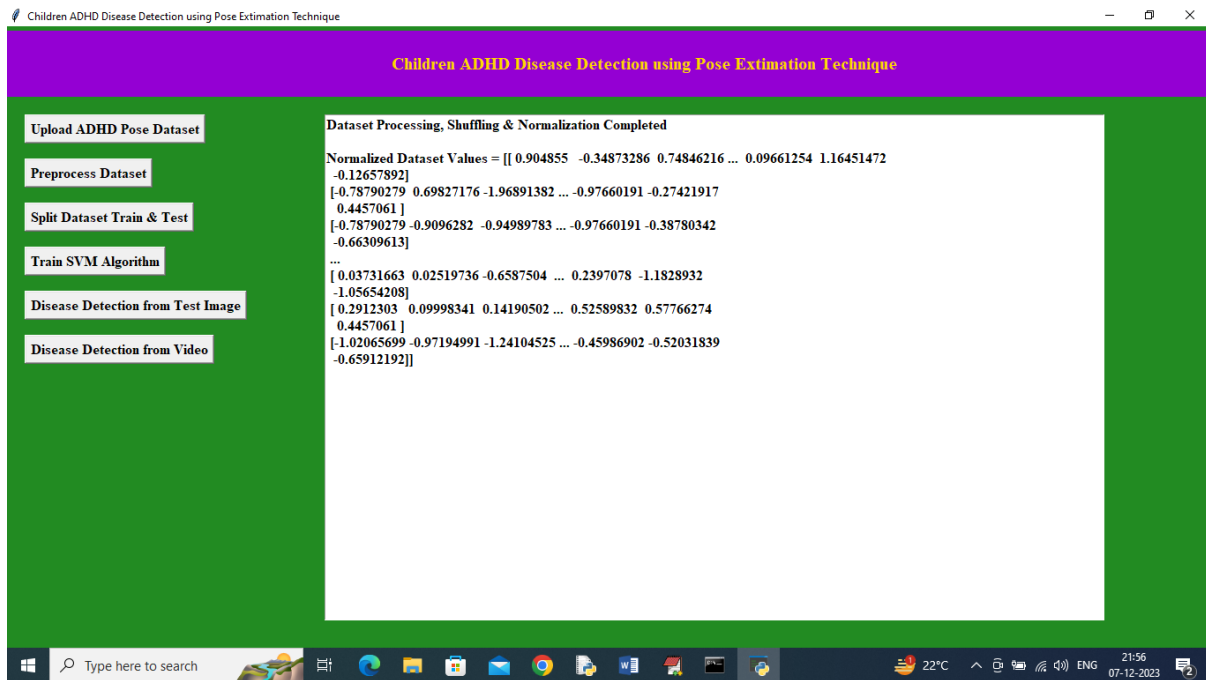 Children ADHD Disease Detection using Pose Extimation Technique
Children ADHD Disease Detection using Pose Extimation Technique
Upload ADHD Pose Dataset
Preprocess Dataset
Split Dataset Train & Test
Train SVM Algorithm
Disease Detection from Test Image
Disease Detection from Video
Dataset Processing, Shuffling & Normalization Completed
Normalized Dataset Values = [[ 0.904855 -0.34873286 0.74846216 ... 0.09661254 1.16451472
-0.12657892]
[-0.78790279 0.69827176 -1.96891382 ... -0.97660191 -0.27421917
0.4457061 ]
[-0.78790279 -0.9096282 -0.94989783 ... -0.97660191 -0.38780342
-0.66309613]
...
[ 0.03731663 0.02519736 -0.6587504 ... 0.2397078 -1.1828932
-1.05654208]
[ 0.2912303 0.09998341 0.14190502 ... 0.52589832 0.57766274
0.4457061 ]
[-1.02065699 -0.97194991 -1.24104525 ... -0.45986902 -0.52031839
-0.65912192]]
Type here to search
22°C
ENG
21:56
07-12-2023
2